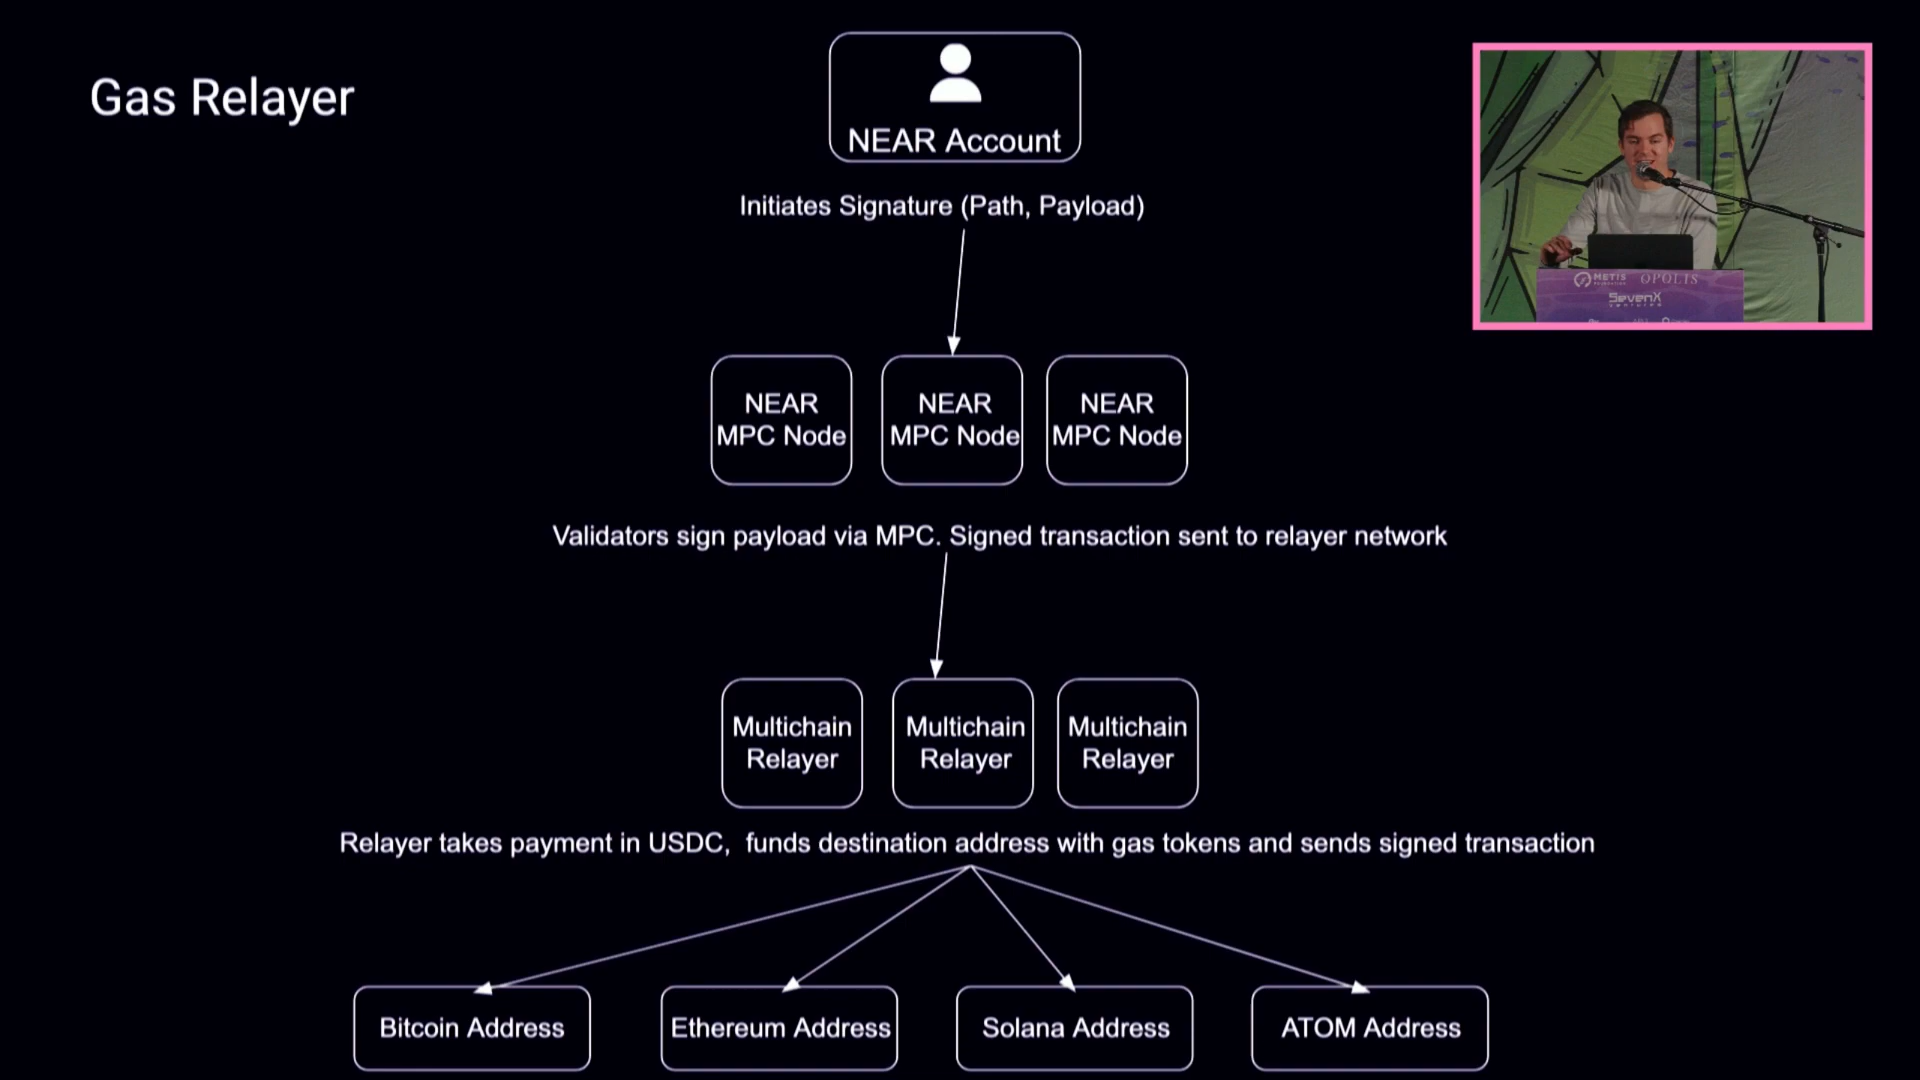 Gas Relayer
NEAR Account
Initiates Signature (Path, Payload)
NEAR
MPC Node
NEAR
MPC Node
NEAR
MPC Node
Validators sign payload via MPC. Signed transaction sent to relayer network
Multichain
Relayer
Multichain
Relayer
Multichain
Relayer
Relayer takes payment in USDC, funds destination address with gas tokens and sends signed transaction
Bitcoin Address
Ethereum Address
Solana Address
ATOM Address
METIS
OPOLIS
SevenX